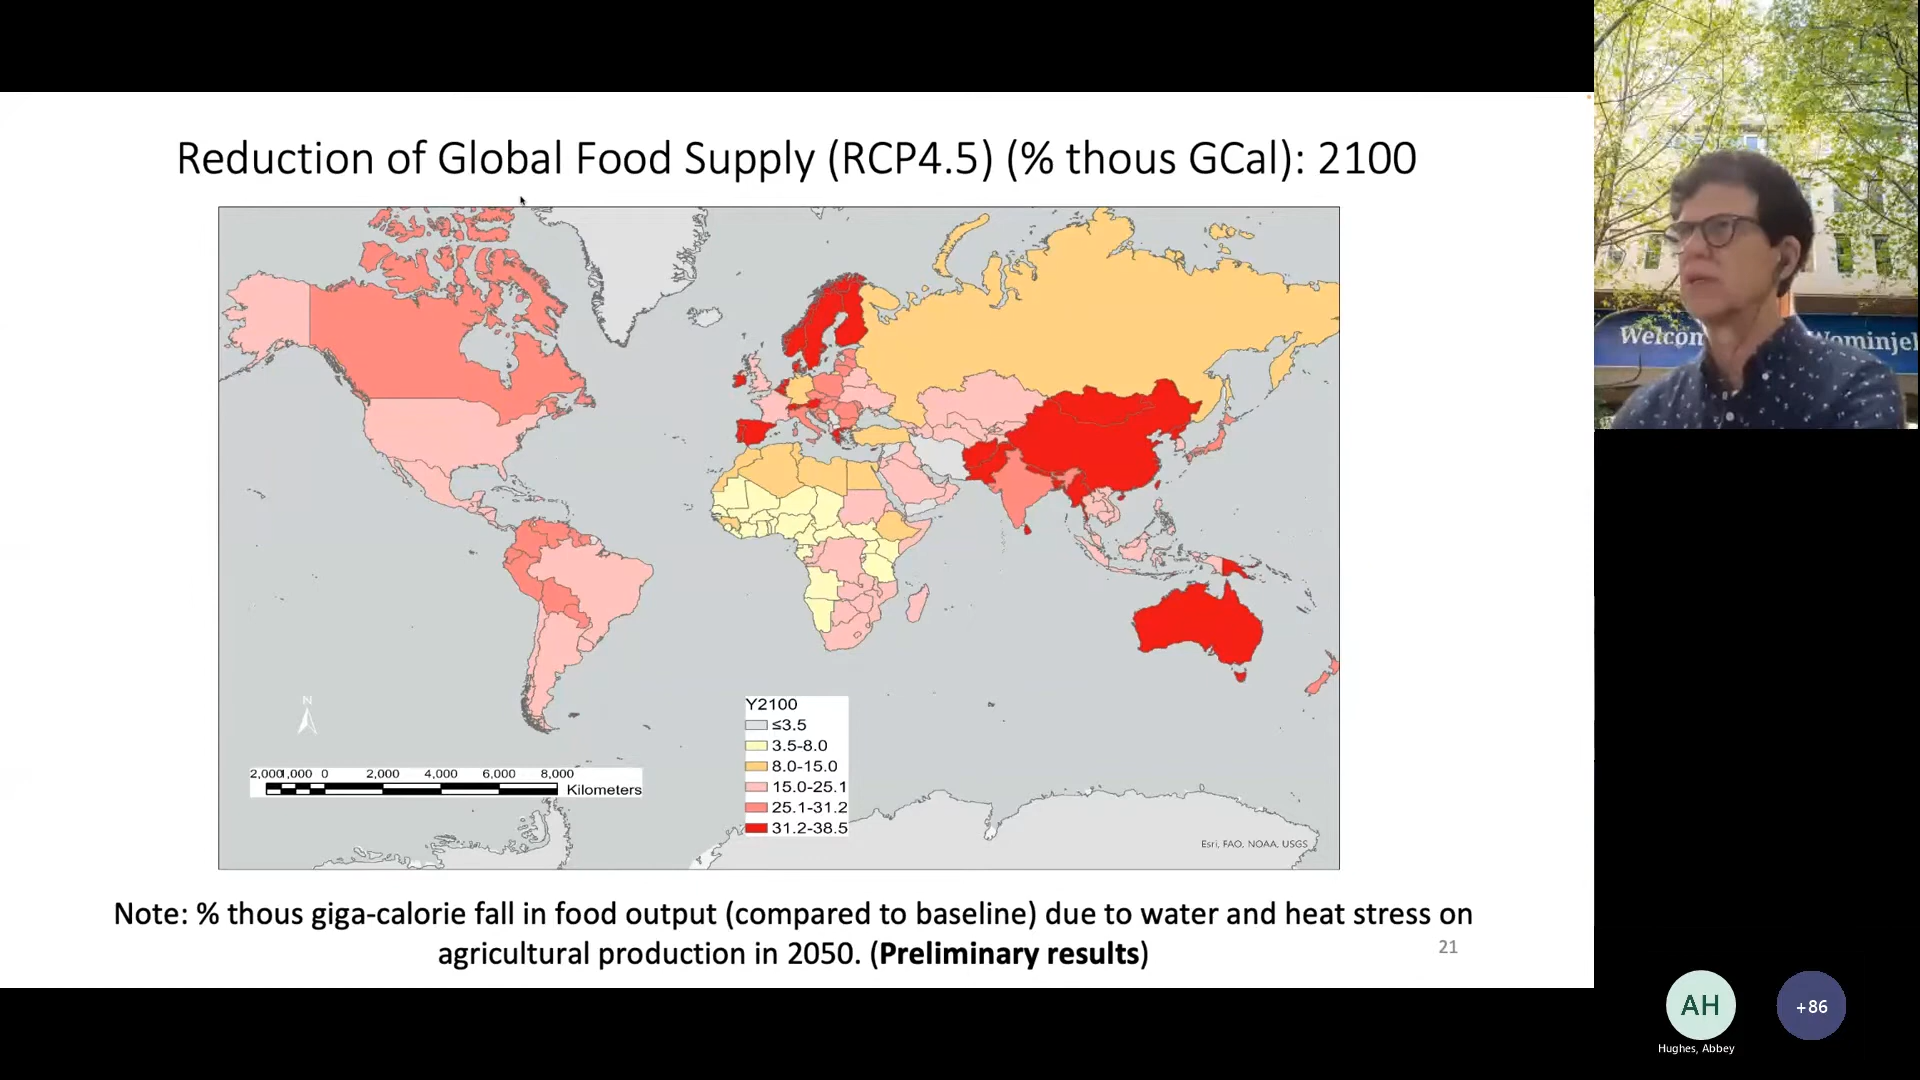 Reduction of Global Food Supply (RCP4.5) (% thous GCal): 2100
N
2,000 1,000 0 2,000 4,000 6,000 8,000
Kilometers
Y2100
≤3.5
3.5-8.0
8.0-15.0
15.0-25.1
25.1-31.2
31.2-38.5
Esri, FAO, NOAA, USGS
Note: % thous giga-calorie fall in food output (compared to baseline) due to water and heat stress on
agricultural production in 2050. (Preliminary results)
21
Welcom
Wominjel
AH
+86
Hughes, Abbey